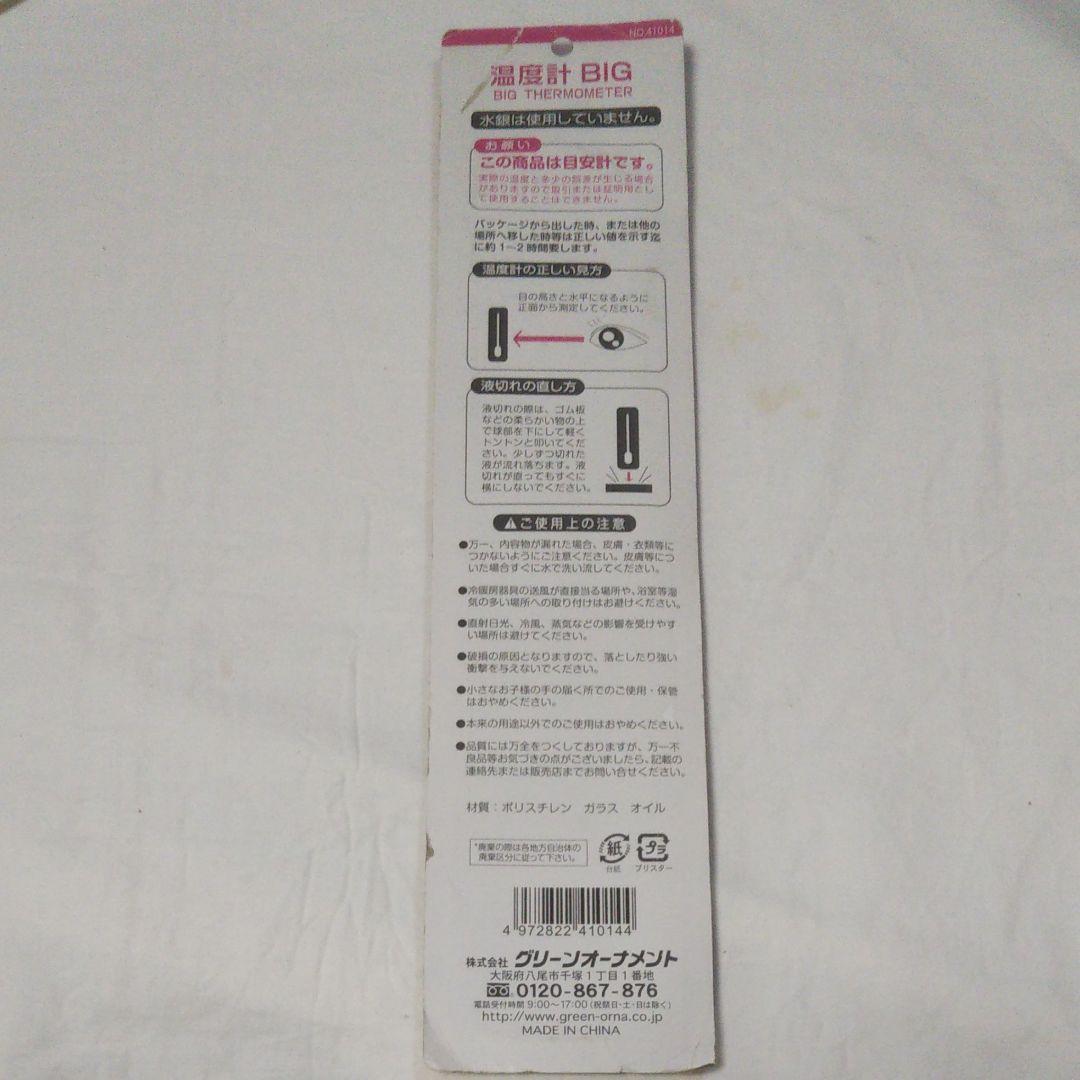 NO.41014
温度計 BIG
BIG THERMOMETER
水銀は使用していません。
お願い
この商品は目安計です。
実際の温度と多少の誤差が生じる場合
がありますので取引または証明用とし
て使用することはできません。
パッケージから出した時、または他の
場所へ移した時等は正しい値を示す迄
に約1〜2時間要します。
温度計の正しい見方
目の高さと水平になるように
正面から測定してください。
液切れの直し方
液切れの際は、ゴム板
などの柔らかい物の上
で球部を下にして軽く
トントンと叩いてくだ
さい。少しずつ切れた
液が流れ落ちます。液
切れが直ってもすぐに
横にしないでください。
⚠ご使用上の注意
●万一、内容物が漏れた場合、皮膚・衣類等に
つかないようにご注意ください。皮膚等につ
いた場合すぐに水で洗い流してください。
●冷暖房器具の送風が直接当る場所や、浴室等湿
気の多い場所への取り付けはお避けください。
●直射日光、冷風、蒸気などの影響を受けやす
い場所は避けてください。
●破損の原因となりますので、落としたり強い
衝撃を与えないでください。
●小さなお子様の手の届く所でのご使用・保管
はおやめください。
●本来の用途以外でのご使用はおやめください。
●品質には万全をつくしておりますが、万一不
良品等お気づきの点がございましたら、記載の
連絡先または販売店までお問い合せください。
材質：ポリスチレン ガラス オイル
*廃棄の際は各地方自治体の
廃棄区分に従って下さい。
紙
台紙
プラ
ブリスター
4 972822 410144
株式会社 グリーンオーナメント
大阪府八尾市千塚1丁目1番地
0120-867-876
電話受付時間 9:00〜17:00（祝祭日・土・日は除く）
http://www.green-orna.co.jp
MADE IN CHINA